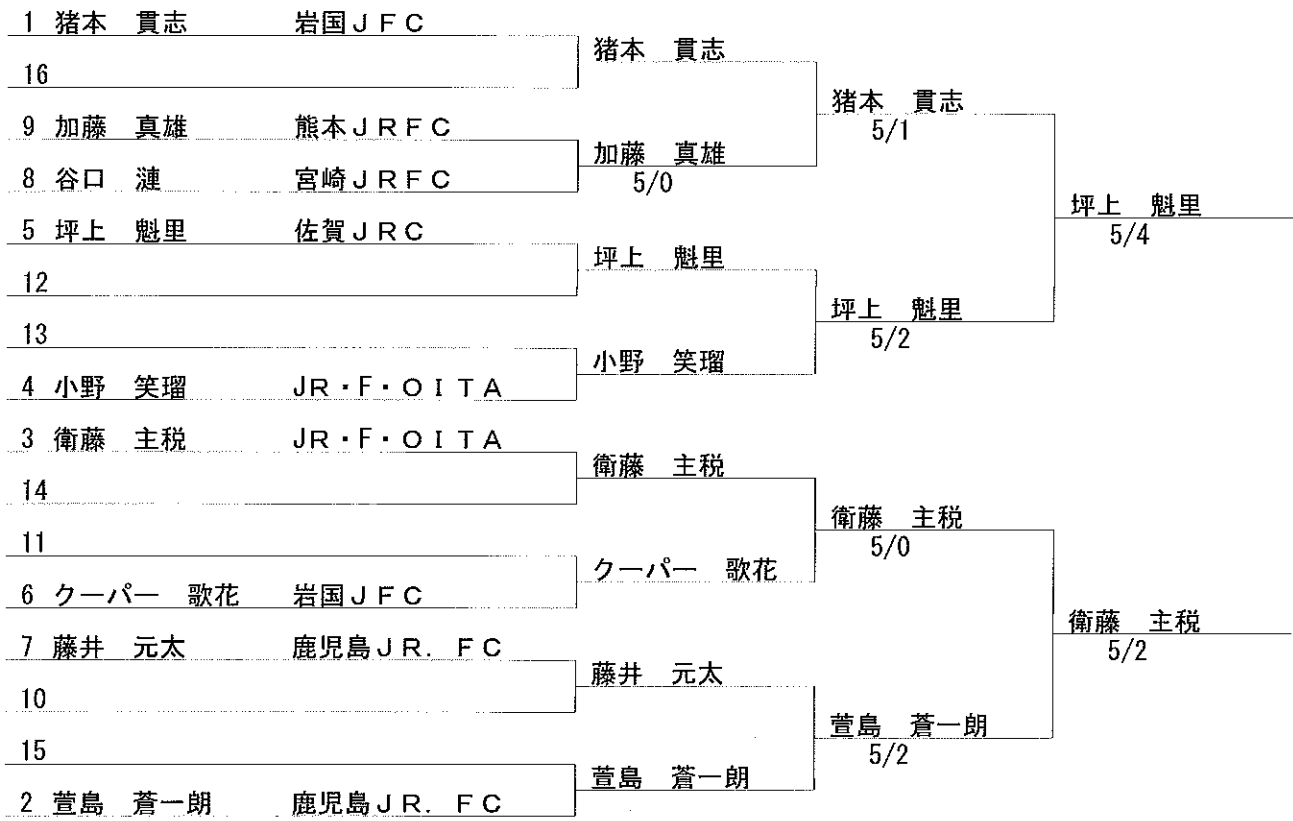 1 猪本 貫志 岩国ＪＦＣ
16
9 加藤 真雄 熊本ＪＲＦＣ
8 谷口 漣 宮崎ＪＲＦＣ
5 坪上 魁里 佐賀ＪＲＣ
12
13
4 小野 笑瑠 JR・F・ＯＩＴＡ
3 衛藤 主税 JR・F・ＯＩＴＡ
14
11
6 クーパー 歌花 岩国ＪＦＣ
7 藤井 元太 鹿児島ＪＲ．ＦＣ
10
15
2 萱島 蒼一朗 鹿児島ＪＲ．ＦＣ
猪本 貫志
加藤 真雄
5/0
坪上 魁里
小野 笑瑠
衛藤 主税
クーパー 歌花
藤井 元太
萱島 蒼一朗
猪本 貫志
5/1
坪上 魁里
5/2
衛藤 主税
5/0
萱島 蒼一朗
5/2
坪上 魁里
5/4
衛藤 主税
5/2